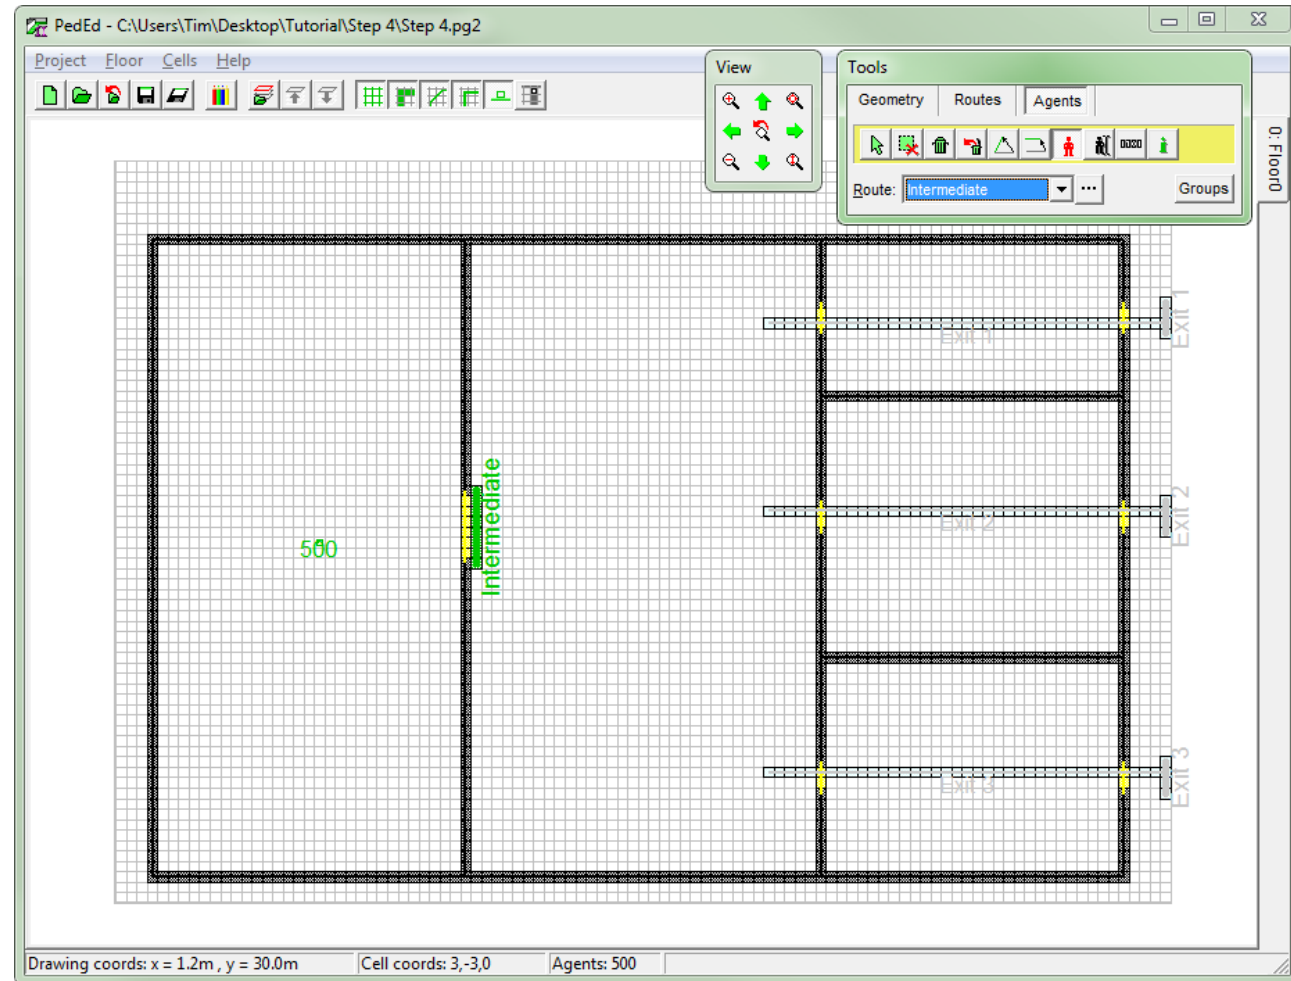 PedEd - C:\Users\Tim\Desktop\Tutorial\Step 4\Step 4.pg2
Project Floor Cells Help
View
Tools
Geometry Routes Agents
Route: Intermediate ... Groups
0: Floor0
Exit 1
Exit 1
Intermediate
500
Exit 2
Exit 2
Exit 3
Exit 3
Drawing coords: x = 1.2m , y = 30.0m Cell coords: 3,-3,0 Agents: 500